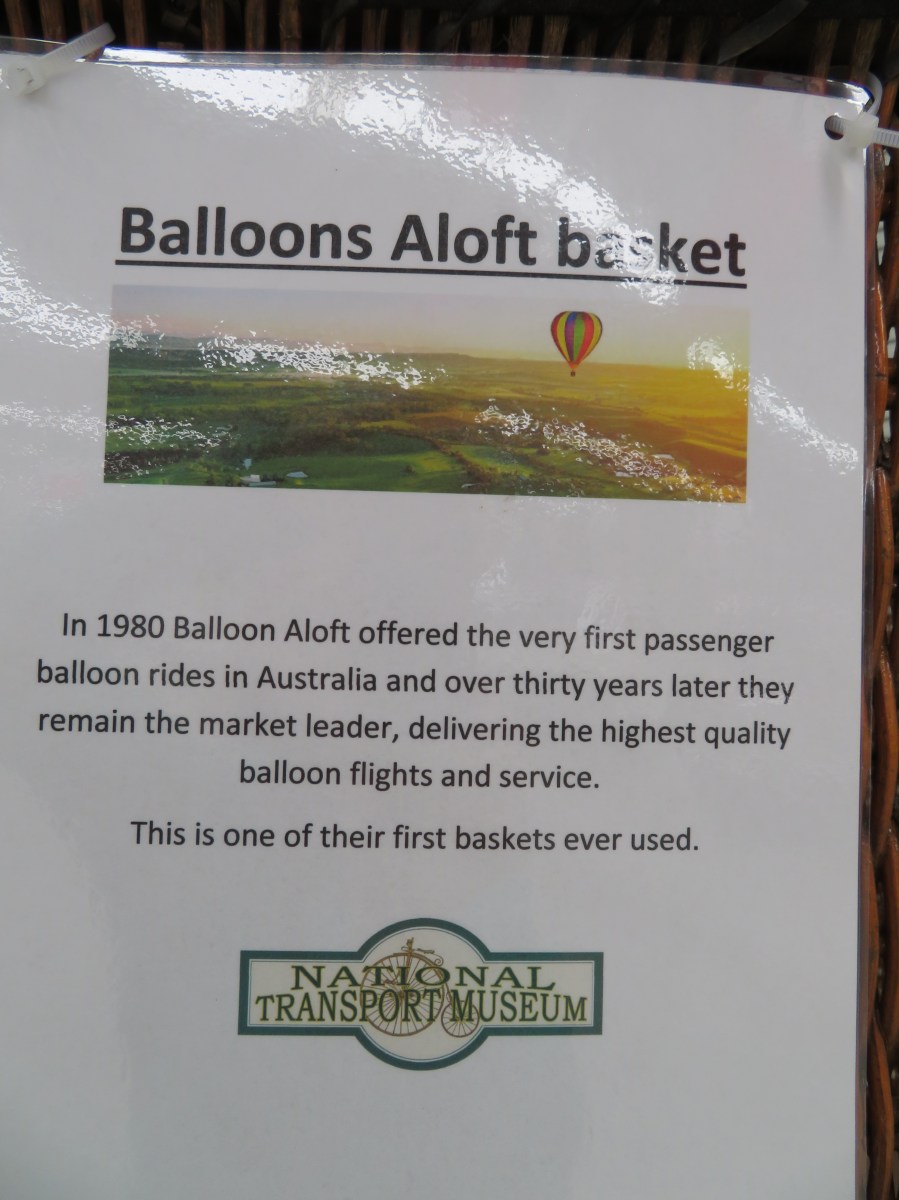 Balloons Aloft basket
In 1980 Balloon Aloft offered the very first passenger
balloon rides in Australia and over thirty years later they
remain the market leader, delivering the highest quality
balloon flights and service.
This is one of their first baskets ever used.
NATIONAL
TRANSPORT MUSEUM